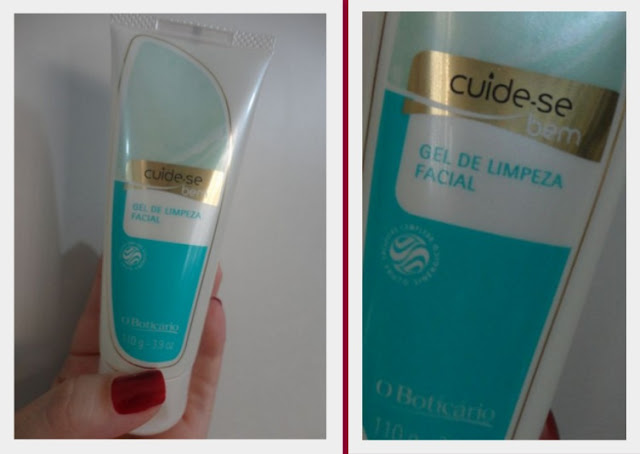 cuide-se
bem
GEL DE LIMPEZA
FACIAL
O Boticário
110 g - 3.9 oz
cuide-se
bem
GEL DE LIMPEZA
FACIAL
O Boticário
110 g